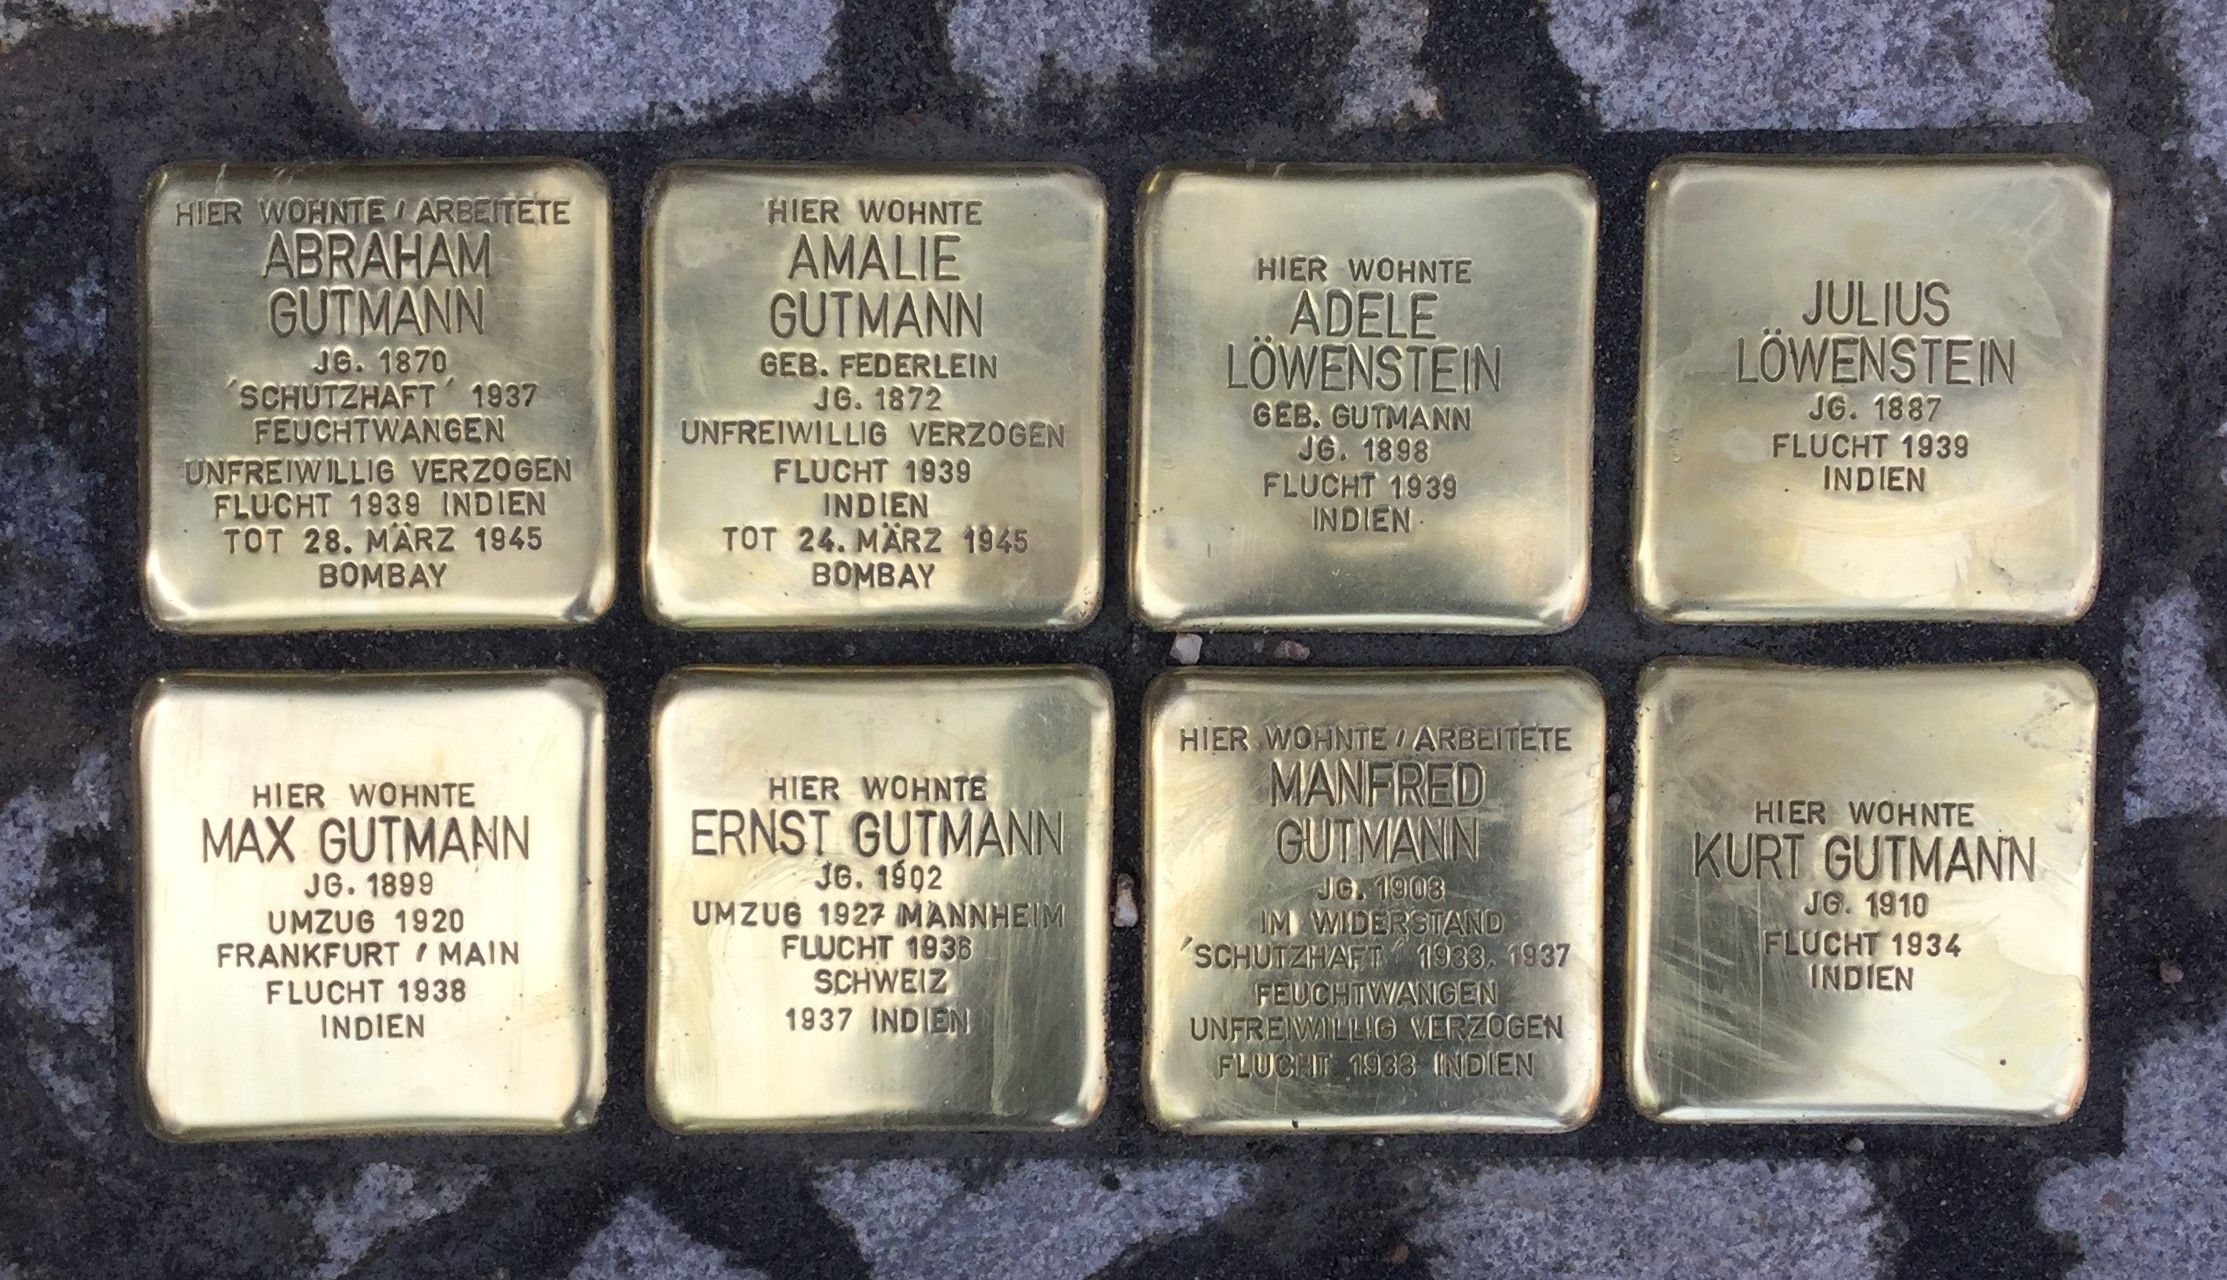 HIER WOHNTE / ARBEITETE
ABRAHAM
GUTMANN
JG. 1870
´SCHUTZHAFT´ 1937
FEUCHTWANGEN
UNFREIWILLIG VERZOGEN
FLUCHT 1939 INDIEN
TOT 28. MÄRZ 1945
BOMBAY
HIER WOHNTE
AMALIE
GUTMANN
GEB. FEDERLEIN
JG. 1872
UNFREIWILLIG VERZOGEN
FLUCHT 1939
INDIEN
TOT 24. MÄRZ 1945
BOMBAY
HIER WOHNTE
ADELE
LÖWENSTEIN
GEB. GUTMANN
JG. 1898
FLUCHT 1939
INDIEN
JULIUS
LÖWENSTEIN
JG. 1887
FLUCHT 1939
INDIEN
HIER WOHNTE
MAX GUTMANN
JG. 1899
UMZUG 1920
FRANKFURT / MAIN
FLUCHT 1938
INDIEN
HIER WOHNTE
ERNST GUTMANN
JG. 1902
UMZUG 1927 MANNHEIM
FLUCHT 1936
SCHWEIZ
1937 INDIEN
HIER WOHNTE / ARBEITETE
MANFRED
GUTMANN
JG. 1908
IM WIDERSTAND
´SCHUTZHAFT´ 1933, 1937
FEUCHTWANGEN
UNFREIWILLIG VERZOGEN
FLUCHT 1938 INDIEN
HIER WOHNTE
KURT GUTMANN
JG. 1910
FLUCHT 1934
INDIEN